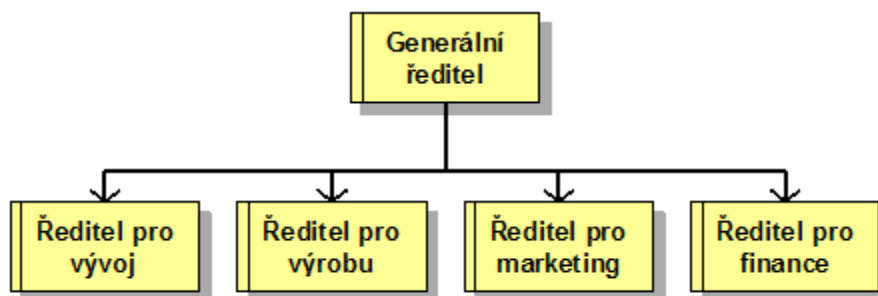 Generální
ředitel
Ředitel pro
vývoj
Ředitel pro
výrobu
Ředitel pro
marketing
Ředitel pro
finance